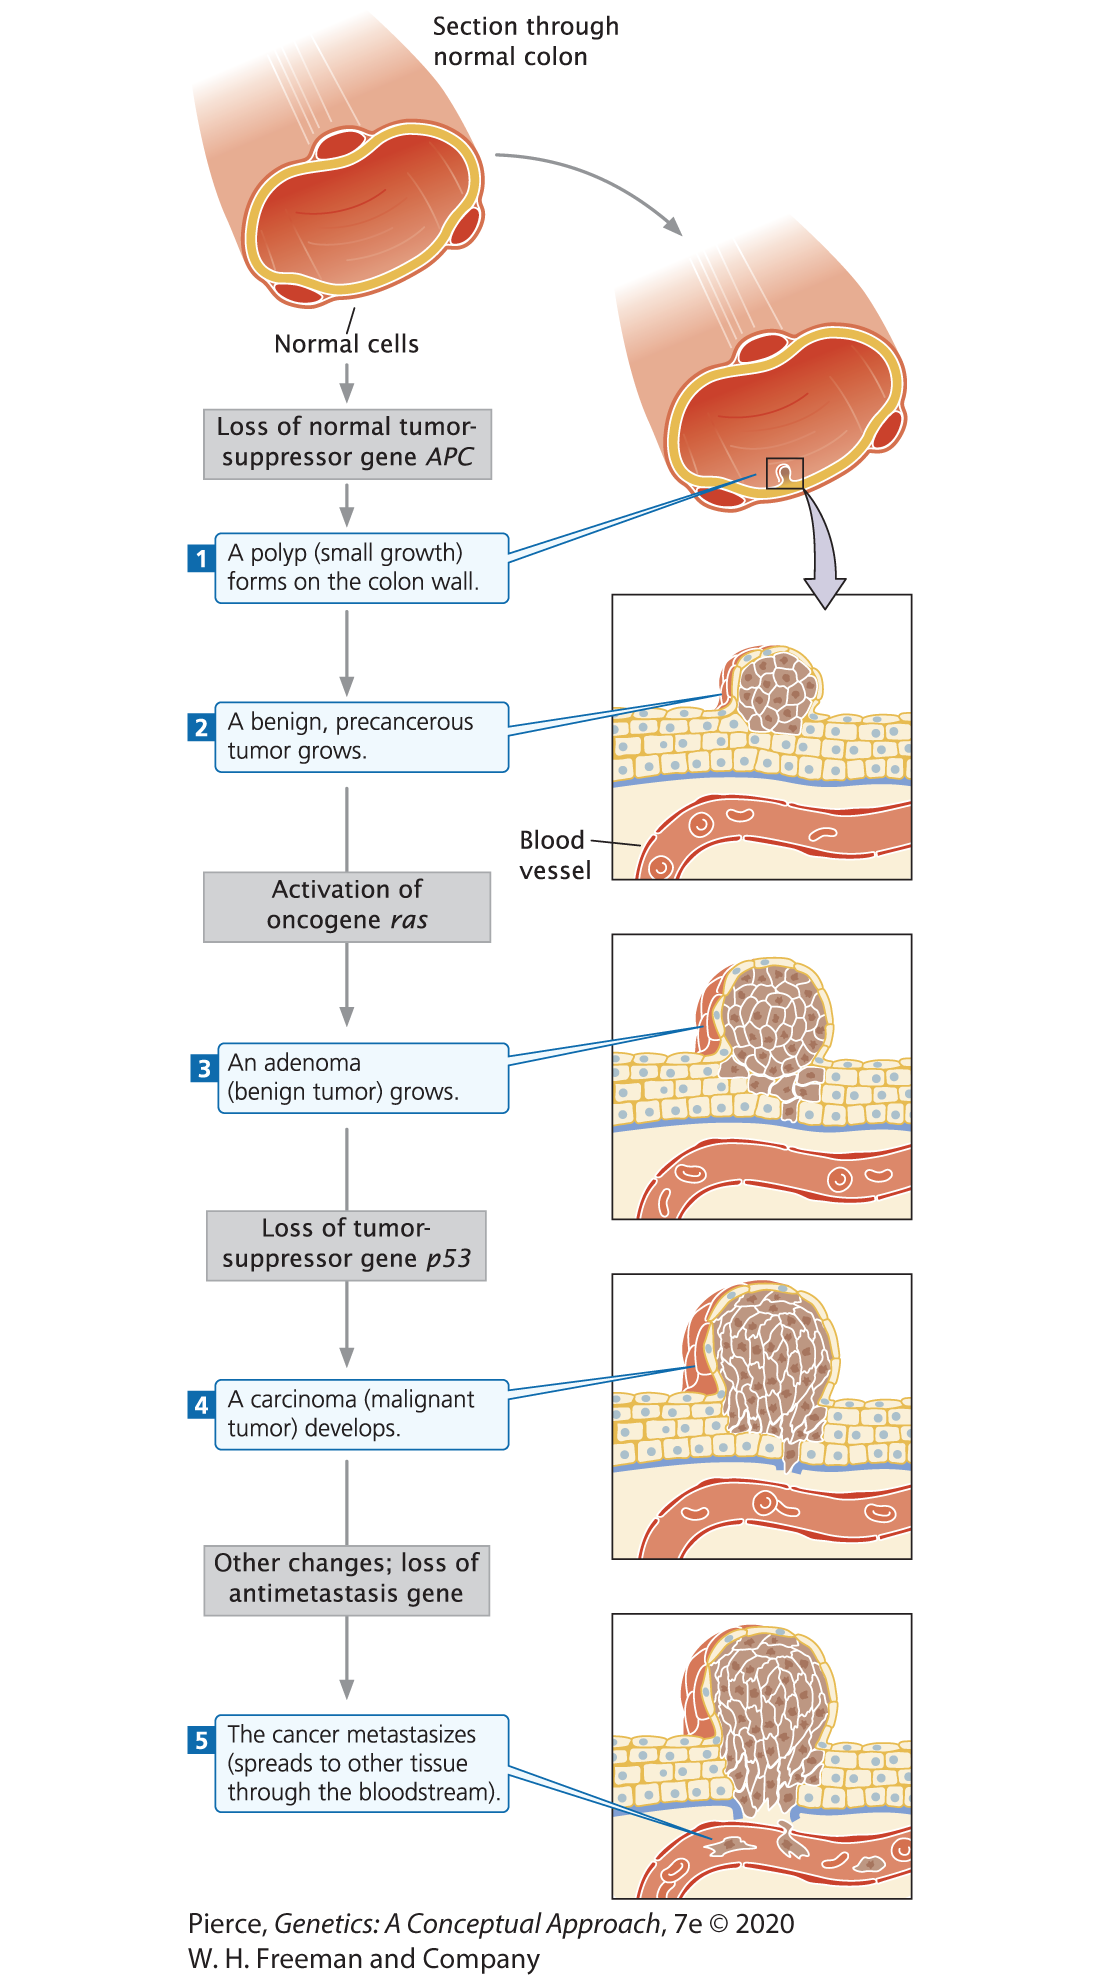 Section through
normal colon
Normal cells
Loss of normal tumor-
suppressor gene APC
1
A polyp (small growth)
forms on the colon wall.
2
A benign, precancerous
tumor grows.
Blood
vessel
Activation of
oncogene ras
3
An adenoma
(benign tumor) grows.
Loss of tumor-
suppressor gene p53
4
A carcinoma (malignant
tumor) develops.
Other changes; loss of
antimetastasis gene
5
The cancer metastasizes
(spreads to other tissue
through the bloodstream).
Pierce, Genetics: A Conceptual Approach, 7e © 2020
W. H. Freeman and Company